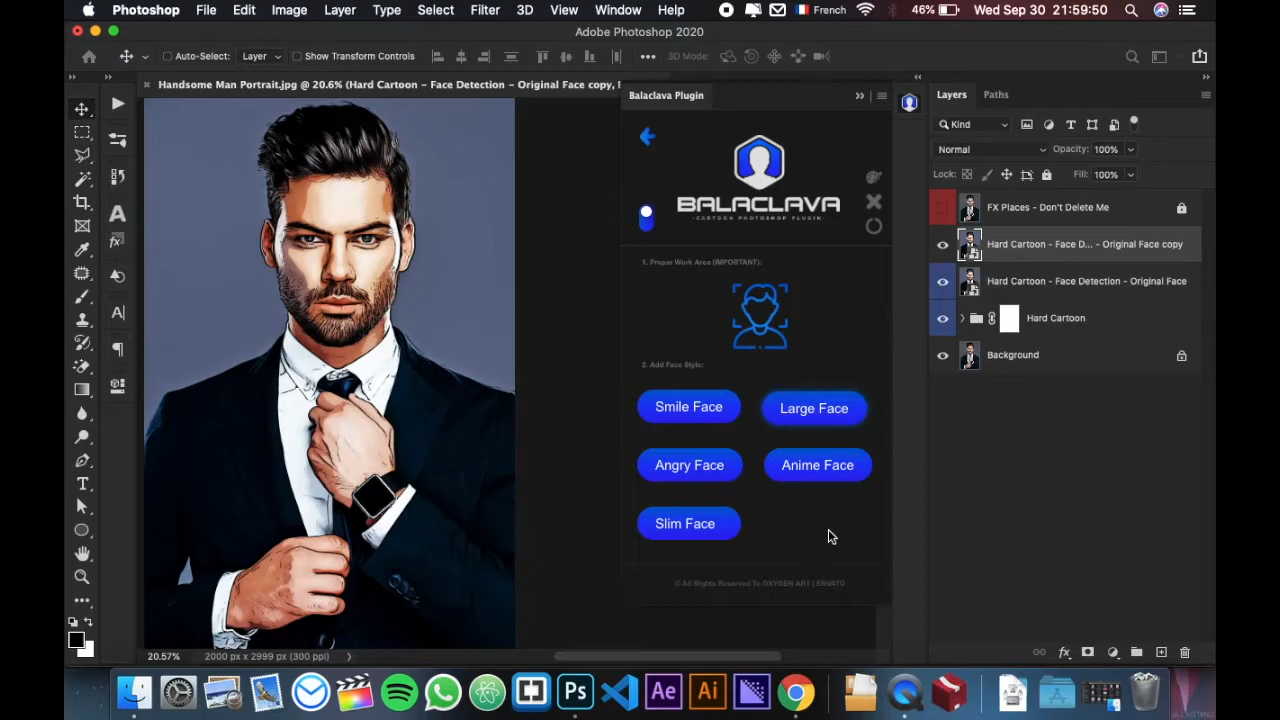 Photoshop File Edit Image Layer Type Select Filter 3D View Window Help French 46% Wed Sep 30 21:59:50
Adobe Photoshop 2020
Auto-Select: Layer Show Transform Controls 3D Mode:
Handsome Man Portrait.jpg @ 20.6% (Hard Cartoon - Face Detection - Original Face copy,
Balaclava Plugin
BALACLAVA
-CARTOON PHOTOSHOP PLUGIN-
1. Prepar Work Area (IMPORTANT):
2. Add Face Style:
Smile Face
Large Face
Angry Face
Anime Face
Slim Face
© All Rights Reserved To OXYGEN ART | ENVATO
Layers Paths
Kind
Normal Opacity: 100%
Lock: Fill: 100%
FX Places - Don't Delete Me
Hard Cartoon - Face D... - Original Face copy
Hard Cartoon - Face Detection - Original Face
Hard Cartoon
Background
20.57% 2000 px x 2999 px (300 ppi)
Ps Ae Ai